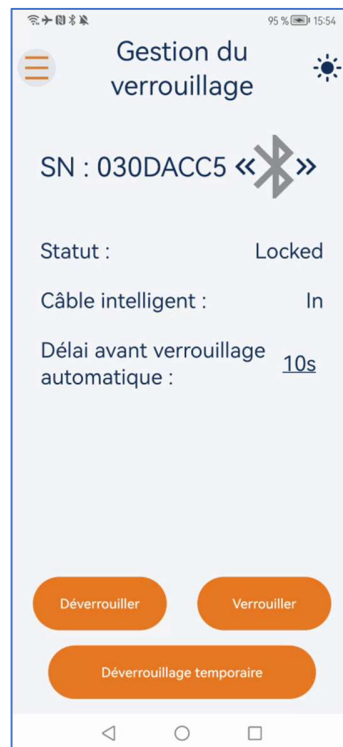 95 % 15:54
Gestion du
verrouillage
SN : 030DACC5 « »
Statut : Locked
Câble intelligent : In
Délai avant verrouillage
automatique : 10s
Déverrouiller Verrouiller
Déverrouillage temporaire